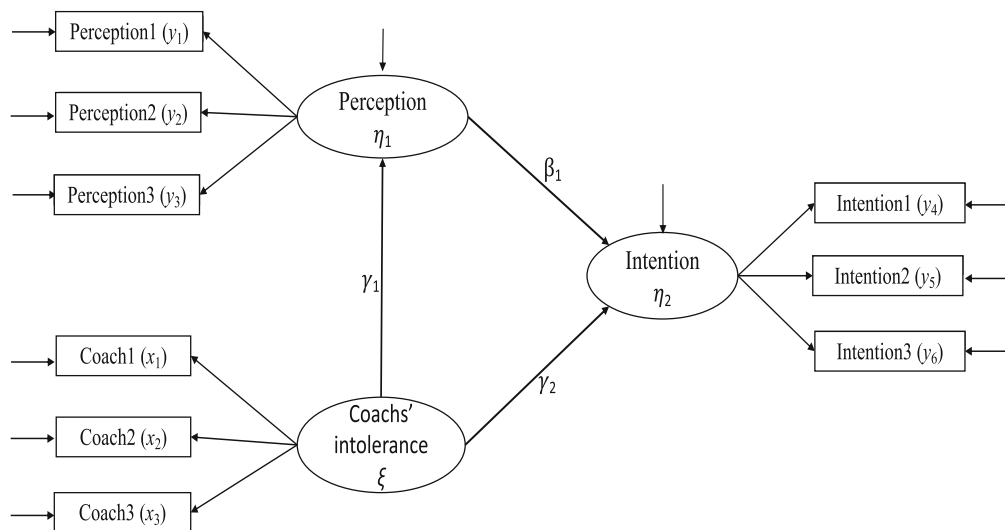 Perception1 (y₁)
Perception2 (y₂)
Perception3 (y₃)
Perception
η₁
β₁
Intention
η₂
Intention1 (y₄)
Intention2 (y₅)
Intention3 (y₆)
γ₁
γ₂
Coach1 (x₁)
Coach2 (x₂)
Coach3 (x₃)
Coachs'
intolerance
ξ